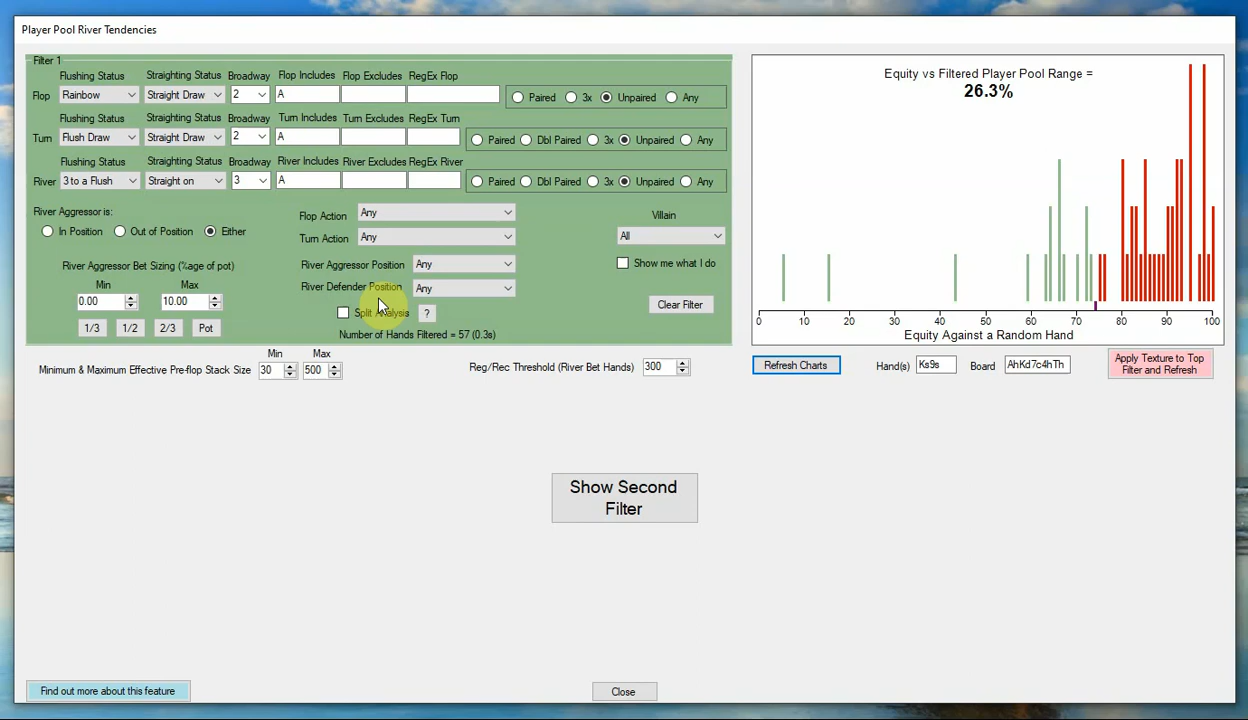 Player Pool River Tendencies
Filter 1
Flushing Status Straighting Status Broadway Flop Includes Flop Excludes RegEx Flop
Flop Rainbow Straight Draw 2 A Paired 3x Unpaired Any
Flushing Status Straighting Status Broadway Turn Includes Turn Excludes RegEx Turn
Turn Flush Draw Straight Draw 2 A Paired Dbl Paired 3x Unpaired Any
Flushing Status Straighting Status Broadway River Includes River Excludes RegEx River
River 3 to a Flush Straight on 3 A Paired Dbl Paired 3x Unpaired Any
River Aggressor is:
In Position Out of Position Either
River Aggressor Bet Sizing (%age of pot)
Min Max
0.00 10.00
1/3 1/2 2/3 Pot
Flop Action Any
Turn Action Any
River Aggressor Position Any
River Defender Position Any
Split Analysis ?
Number of Hands Filtered = 57 (0.3s)
Villain
All
Show me what I do
Clear Filter
Equity vs Filtered Player Pool Range =
26.3%
0 10 20 30 40 50 60 70 80 90 100
Equity Against a Random Hand
Min Max
Minimum & Maximum Effective Pre-flop Stack Size 30 500
Reg/Rec Threshold (River Bet Hands) 300
Refresh Charts
Hand(s) Ks9s Board AhKd7c4hTh
Apply Texture to Top
Filter and Refresh
Show Second
Filter
Find out more about this feature
Close